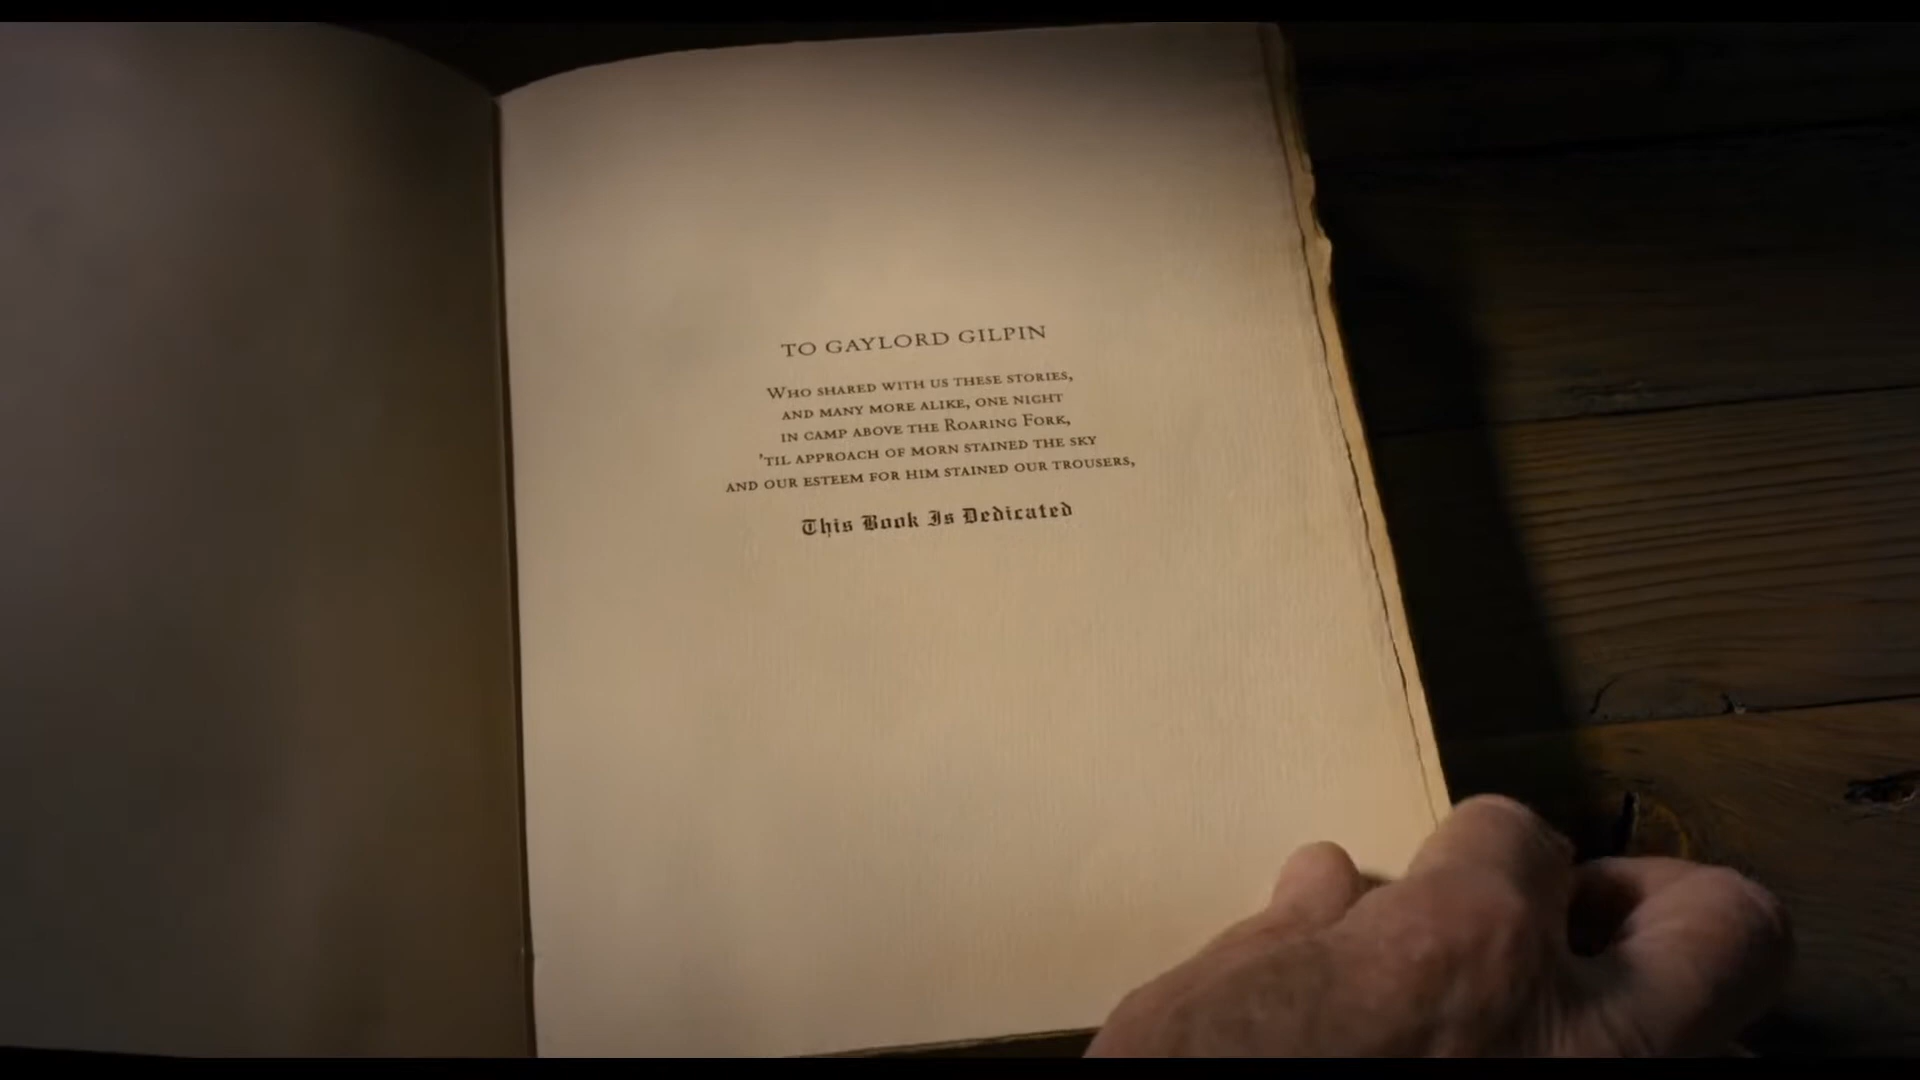 TO GAYLORD GILPIN
WHO SHARED WITH US THESE STORIES,
AND MANY MORE ALIKE, ONE NIGHT
IN CAMP ABOVE THE ROARING FORK,
'TIL APPROACH OF MORN STAINED THE SKY
AND OUR ESTEEM FOR HIM STAINED OUR TROUSERS,
This Book Is Dedicated